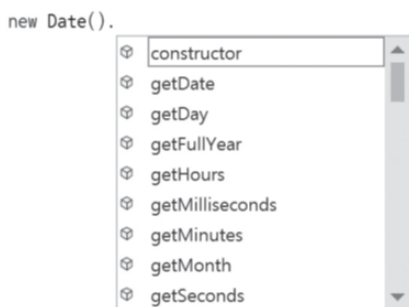 new Date().
constructor
getDate
getDay
getFullYear
getHours
getMilliseconds
getMinutes
getMonth
getSeconds